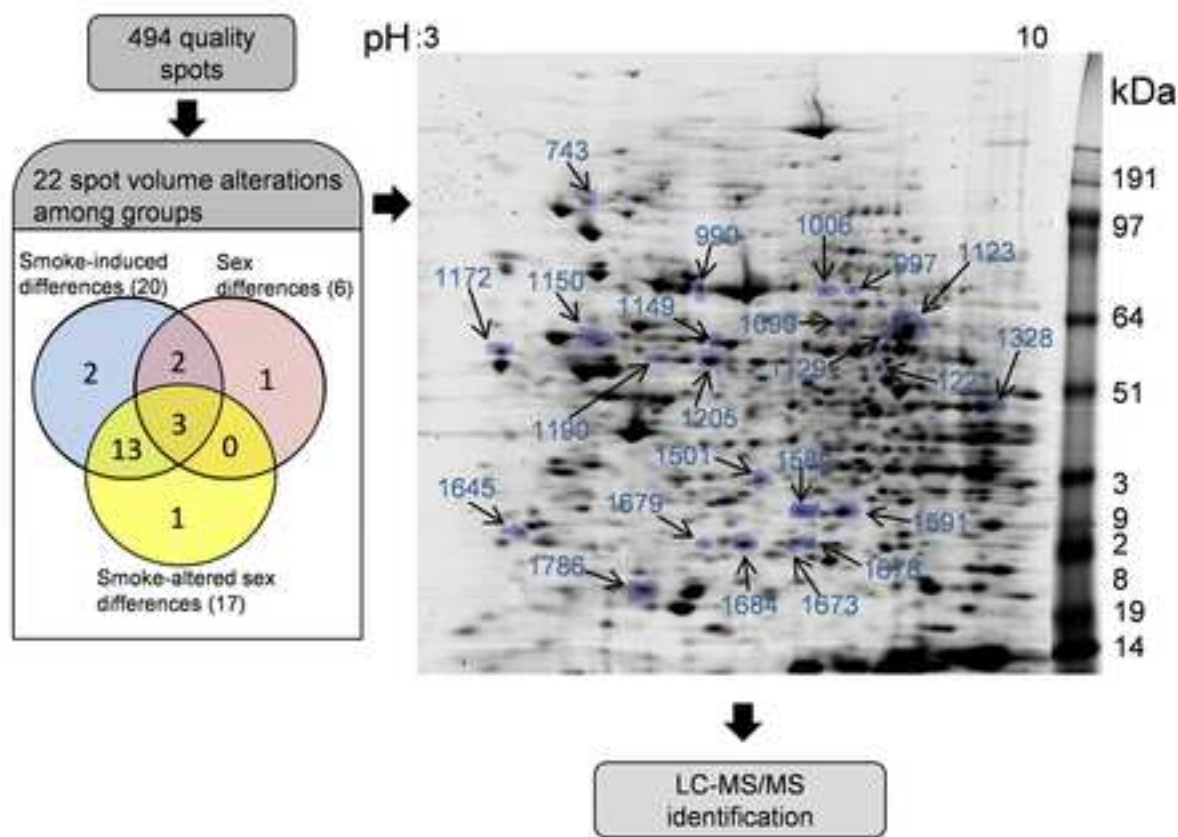 494 quality
spots
22 spot volume alterations
among groups
Smoke-induced
differences (20)
Sex
differences (6)
2
2
1
3
13
0
1
Smoke-altered sex
differences (17)
pH:3
10
kDa
743
990
1006
997
1123
1172
1150
1149
1098
1328
1129
1190
1205
1501
1645
1679
1591
1786
1684
1673
1678
191
97
64
51
3
9
2
8
19
14
LC-MS/MS
identification